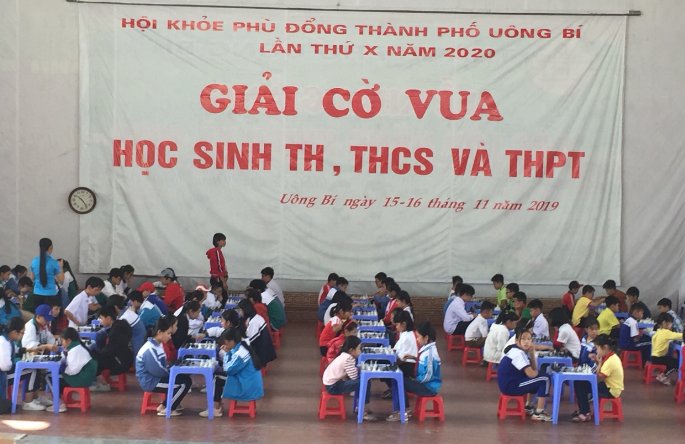 HỘI KHỎE PHÙ ĐỔNG THÀNH PHỐ UÔNG BÍ
LẦN THỨ X NĂM 2020
GIẢI CỜ VUA
HỌC SINH TH, THCS VÀ THPT
Uông Bí ngày 15-16 tháng 11 năm 2019